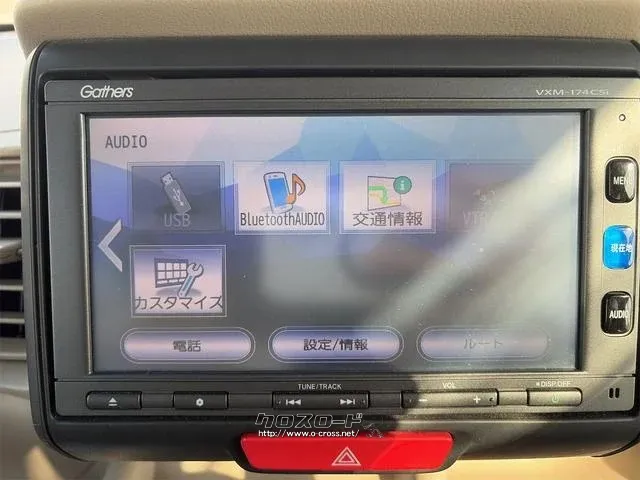 Gathers
VXM-174CSi
AUDIO
USB
BluetoothAUDIO
交通情報
カスタマイズ
電話
設定/情報
ルート
MENU
現在地
AUDIO
TUNE/TRACK
VOL
DISP.OFF
- +
クロスロード
http://www.o-cross.net/